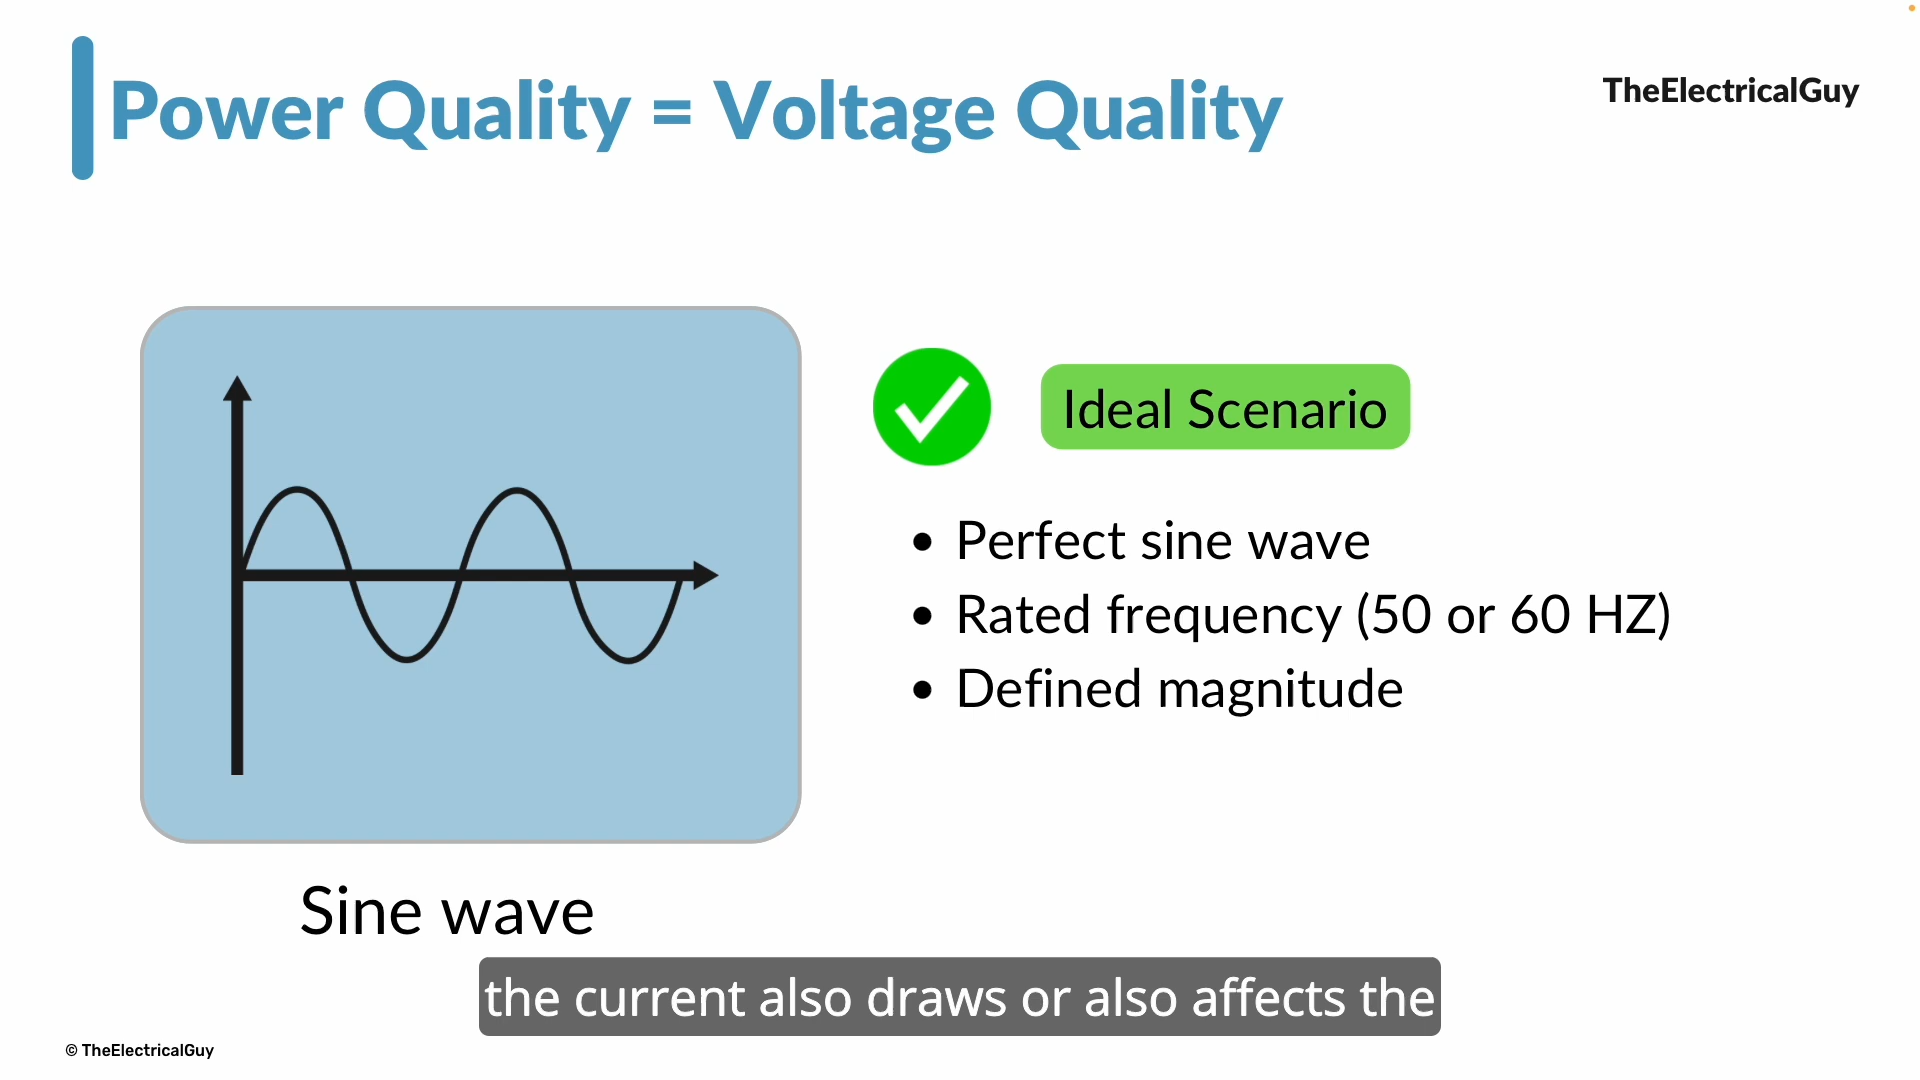 Power Quality = Voltage Quality
TheElectricalGuy
Ideal Scenario
• Perfect sine wave
• Rated frequency (50 or 60 HZ)
• Defined magnitude
Sine wave
the current also draws or also affects the
© TheElectricalGuy